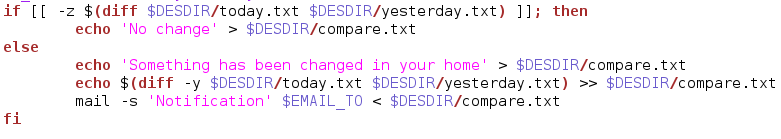 if [[ -z $(diff $DESDIR/today.txt $DESDIR/yesterday.txt) ]]; then
        echo 'No change' > $DESDIR/compare.txt
else
        echo 'Something has been changed in your home' > $DESDIR/compare.txt
        echo $(diff -y $DESDIR/today.txt $DESDIR/yesterday.txt) >> $DESDIR/compare.txt
        mail -s 'Notification' $EMAIL_TO < $DESDIR/compare.txt
fi